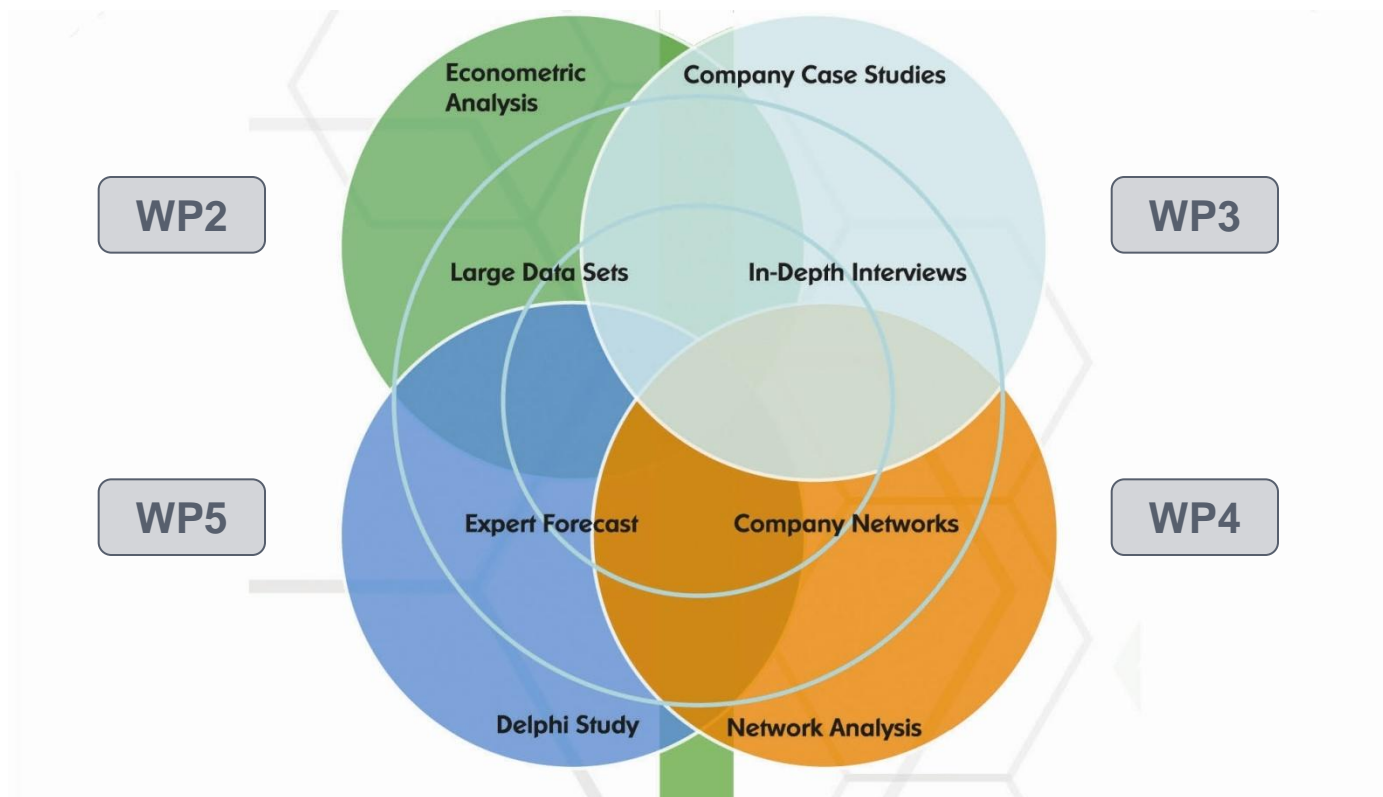 Econometric
Analysis
Company Case Studies
WP2
WP3
Large Data Sets
In-Depth Interviews
WP5
WP4
Expert Forecast
Company Networks
Delphi Study
Network Analysis